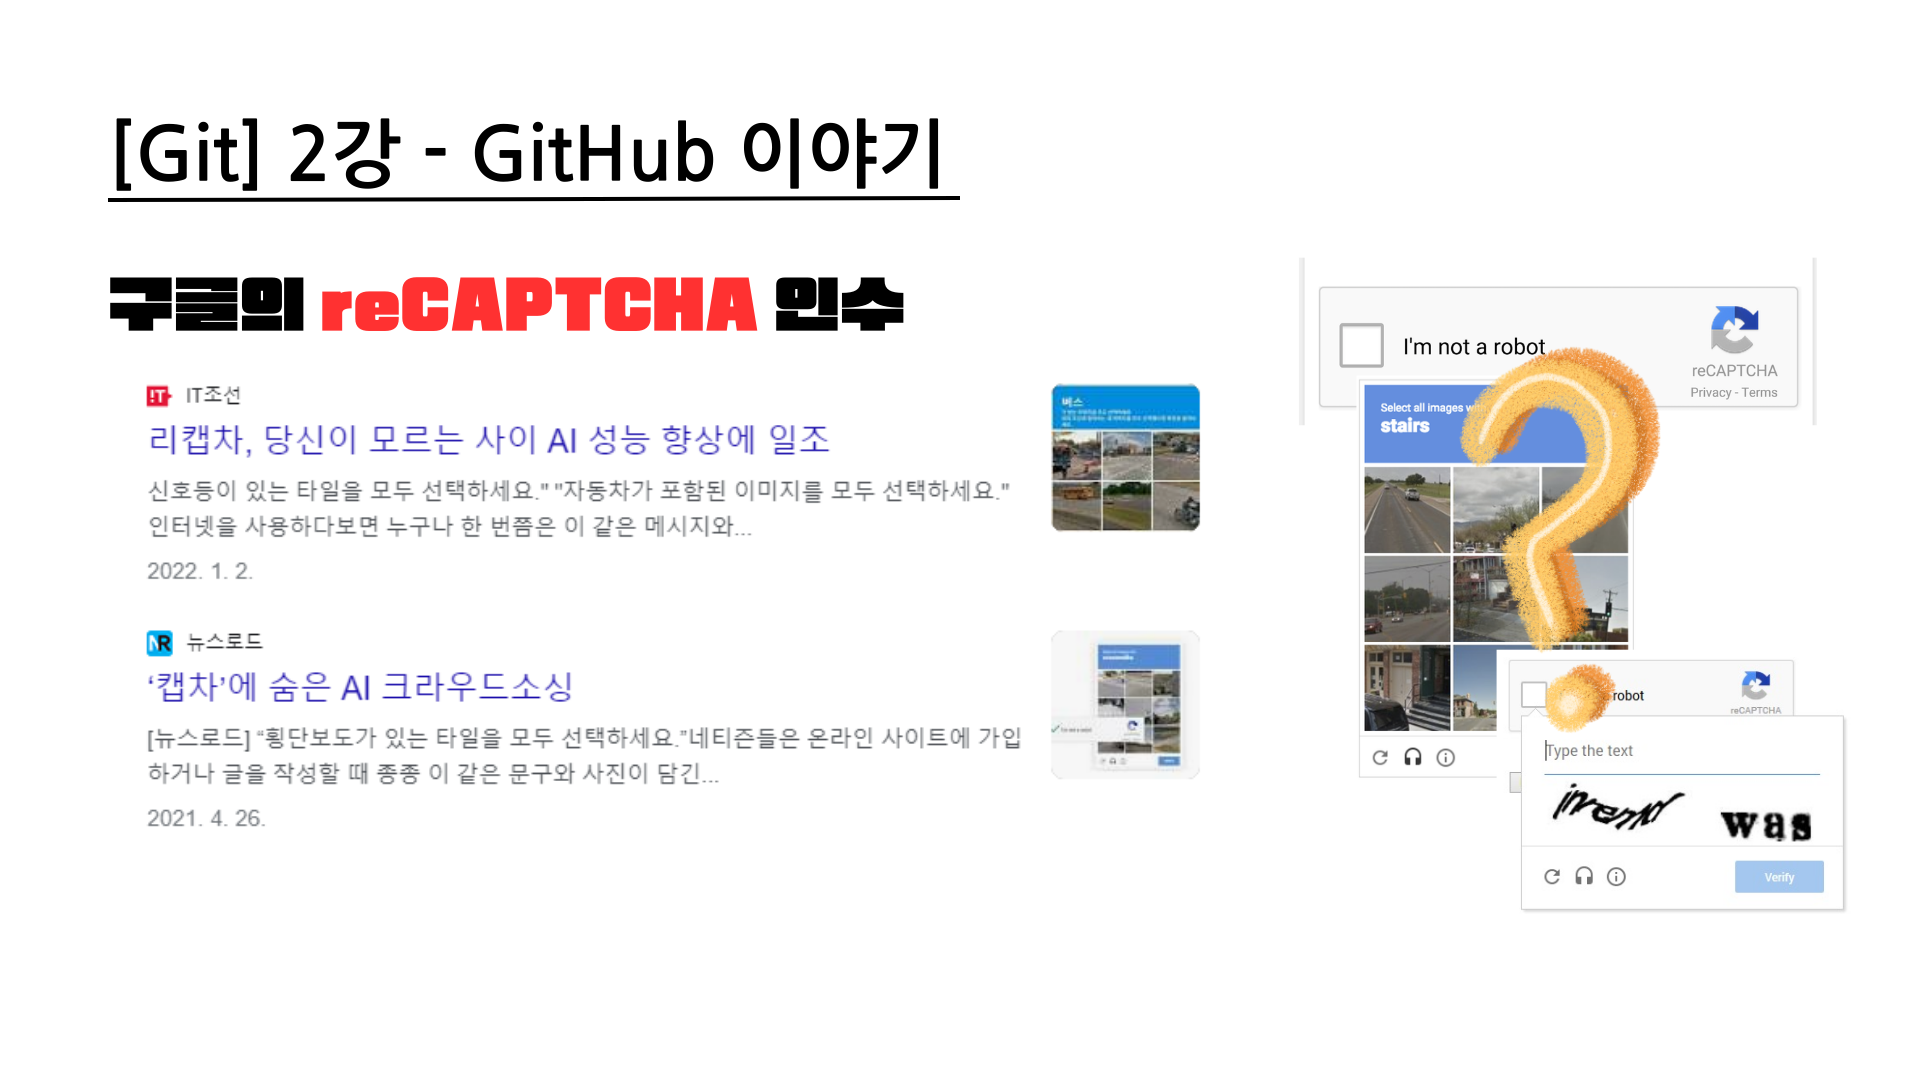 [Git] 2강 - GitHub 이야기
구글의 reCAPTCHA 인수
IT조선
리캡차, 당신이 모르는 사이 AI 성능 향상에 일조
신호등이 있는 타일을 모두 선택하세요." "자동차가 포함된 이미지를 모두 선택하세요."
인터넷을 사용하다보면 누구나 한 번쯤은 이 같은 메시지와...
2022. 1. 2.
버스
뉴스로드
‘캡차’에 숨은 AI 크라우드소싱
[뉴스로드] “횡단보도가 있는 타일을 모두 선택하세요.”네티즌들은 온라인 사이트에 가입
하거나 글을 작성할 때 종종 이 같은 문구와 사진이 담긴...
2021. 4. 26.
I'm not a robot
reCAPTCHA
Privacy - Terms
Select all images
stairs
?
robot
reCAPTCHA
Type the text
was
Verify